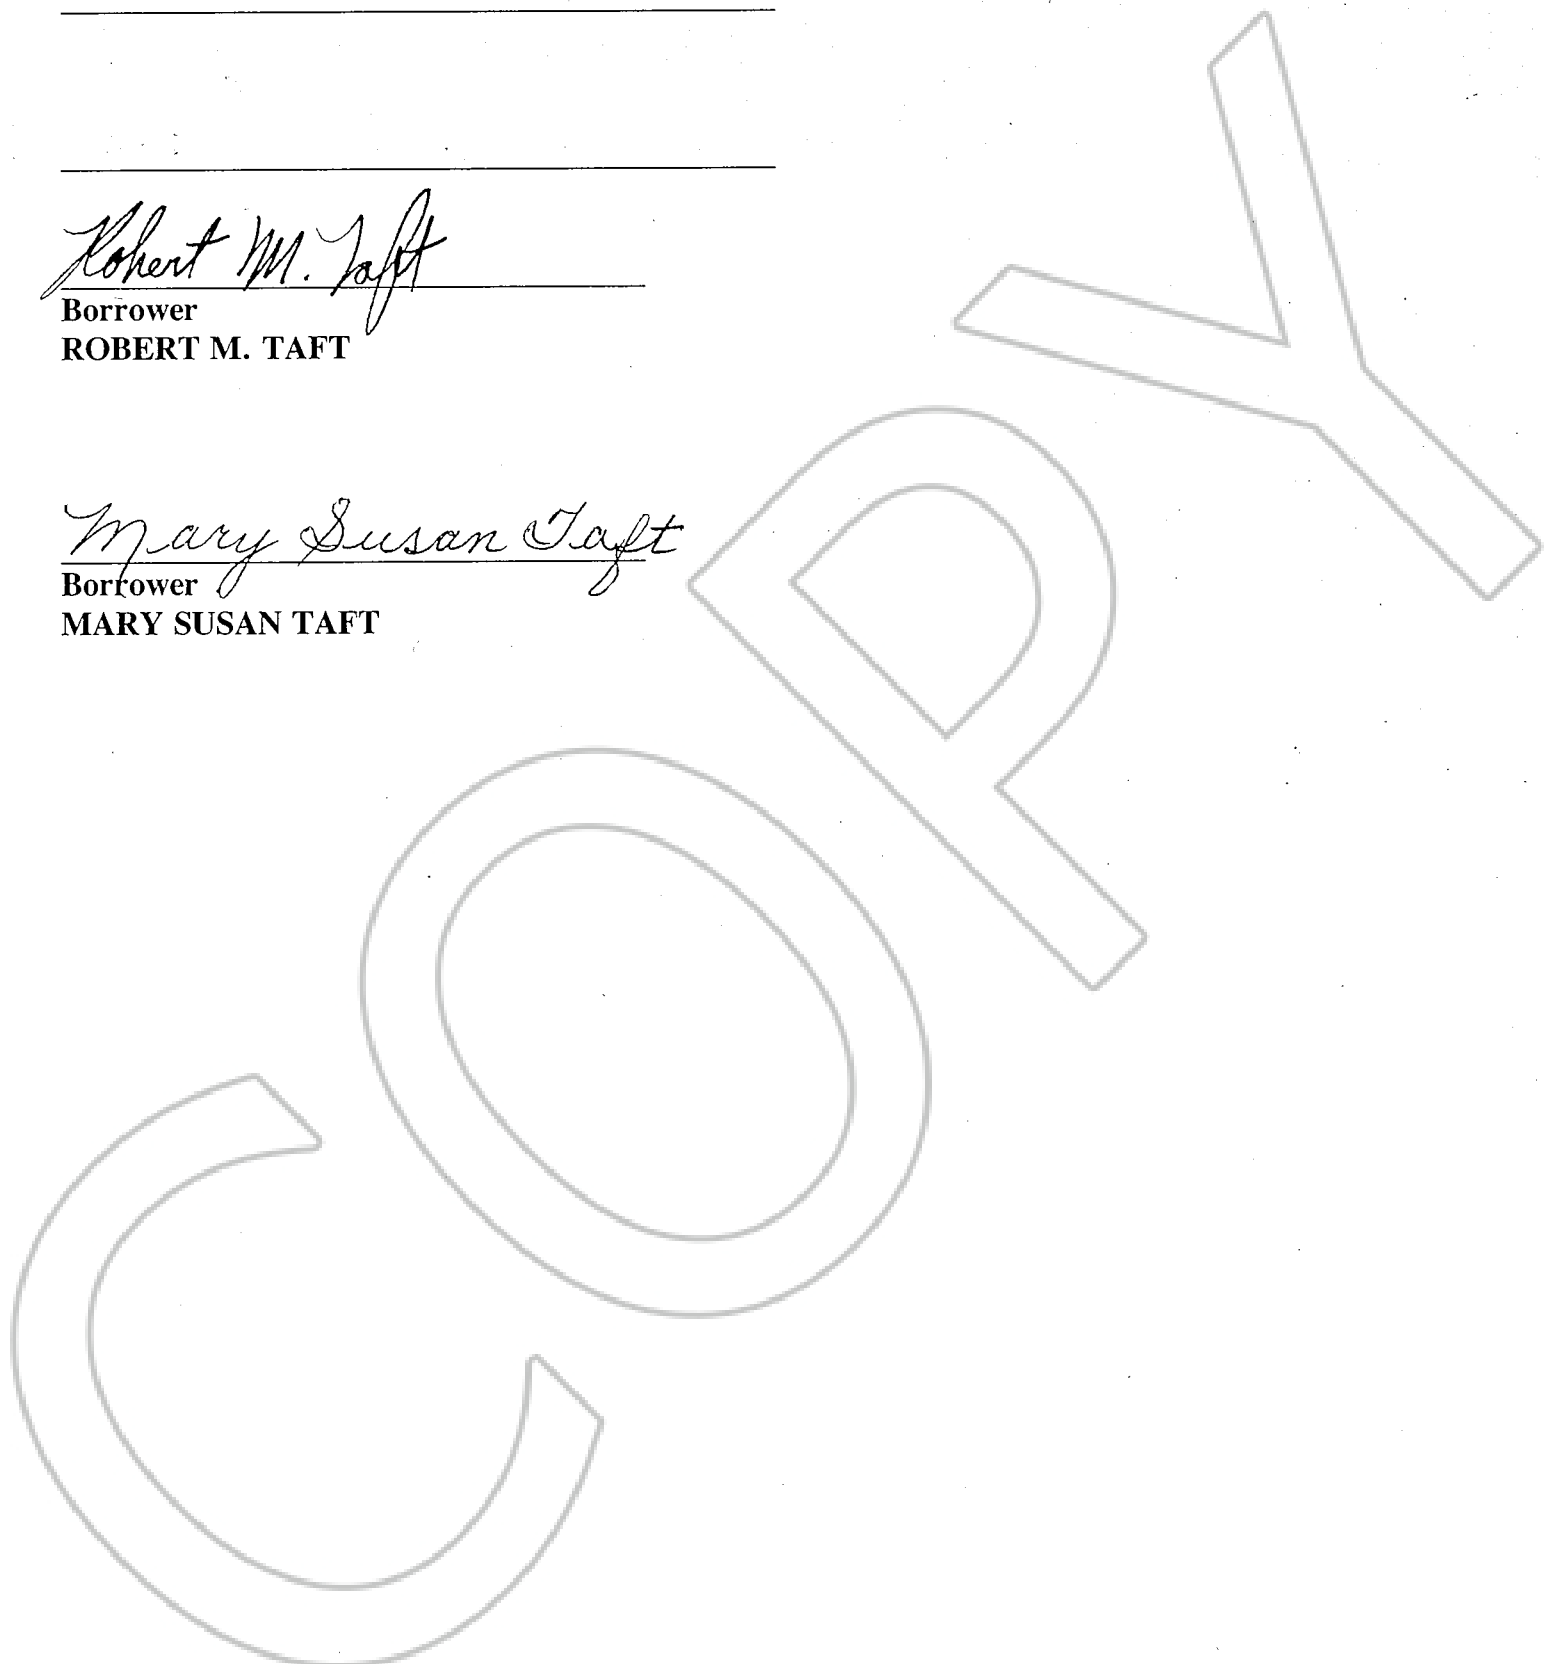 Robert M. Taft
Borrower
ROBERT M. TAFT
Mary Susan Taft
Borrower
MARY SUSAN TAFT
COPY